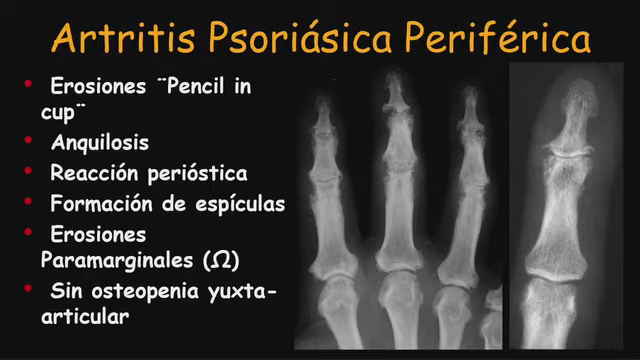 Artritis Psoriásica Periférica
• Erosiones ¨Pencil in
cup¨
• Anquilosis
• Reacción perióstica
• Formación de espículas
• Erosiones
Paramarginales (Ω)
• Sin osteopenia yuxta-
articular